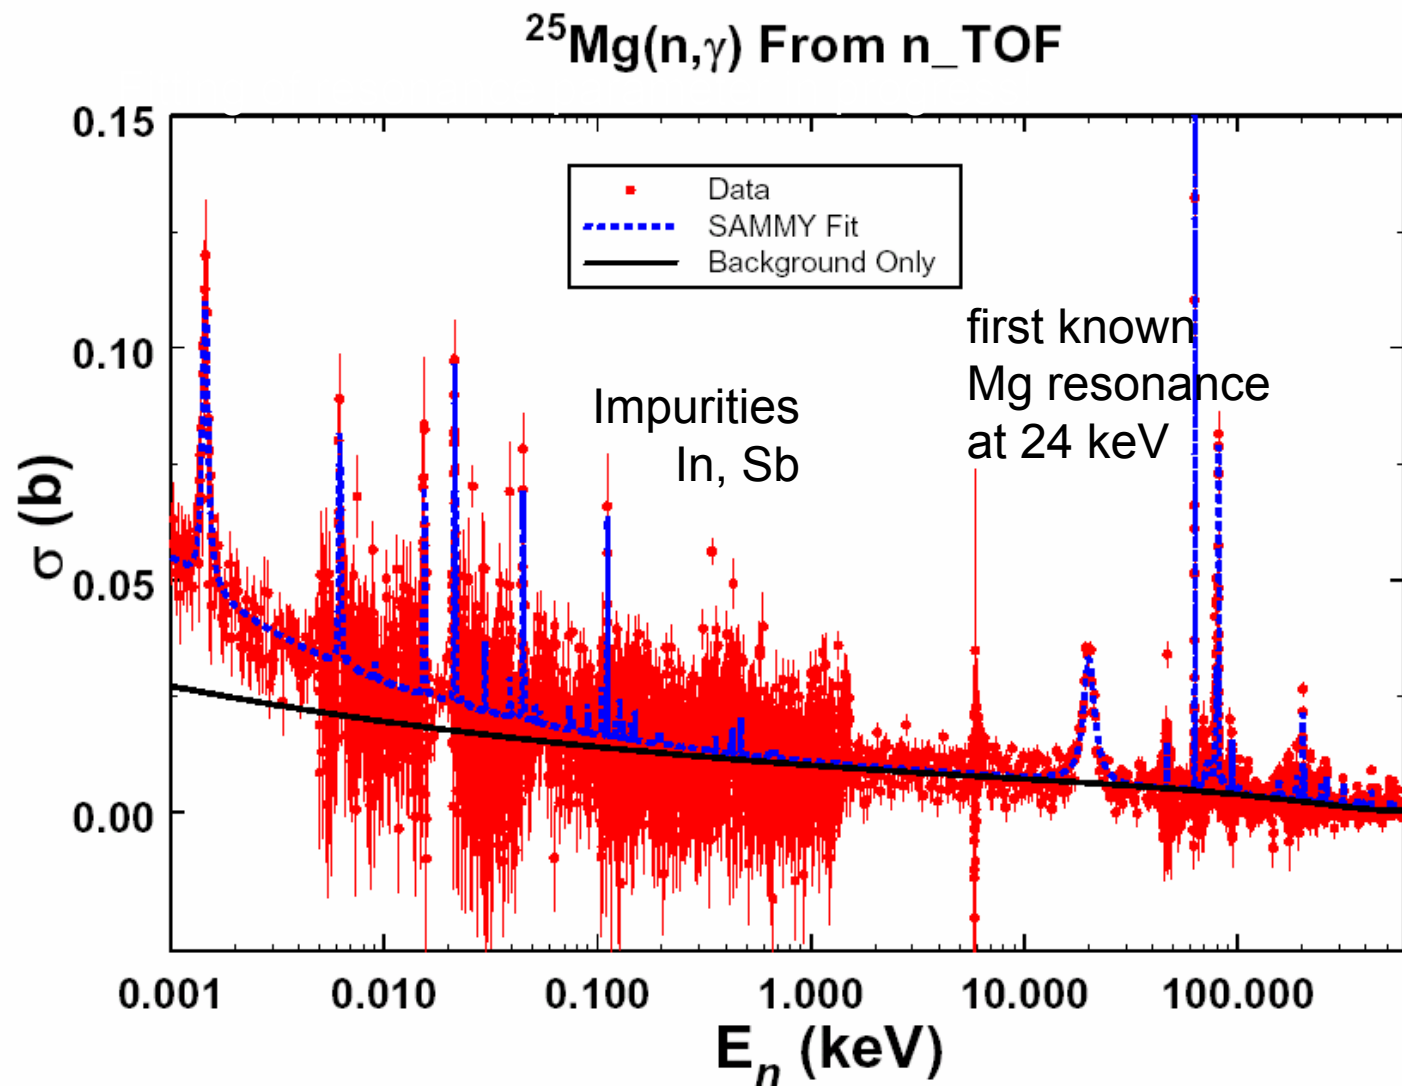 ²⁵Mg(n,γ) From n_TOF
0.15
0.10
0.05
0.00
σ (b)
Data
SAMMY Fit
Background Only
first known
Mg resonance
at 24 keV
Impurities
In, Sb
0.001
0.010
0.100
1.000
10.000
100.000
Eₙ (keV)